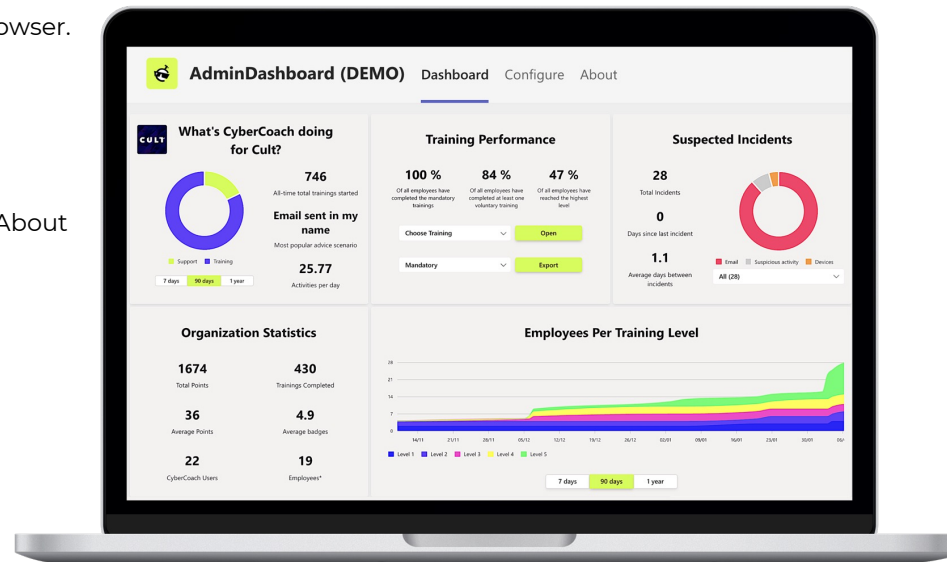 owser.
About
AdminDashboard (DEMO)
Dashboard
Configure
About
CULT
What's CyberCoach doing
for Cult?
746
All-time total trainings started
Email sent in my
name
Most popular advice scenario
25.77
Activities per day
Support
Training
7 days
90 days
1 year
Training Performance
100 %
Of all employees have
completed the mandatory
trainings
84 %
Of all employees have
completed at least one
voluntary training
47 %
Of all employees have
reached the highest
level
Choose Training
Open
Mandatory
Export
Suspected Incidents
28
Total Incidents
0
Days since last incident
1.1
Average days between
incidents
Email
Suspicious activity
Devices
All (28)
Organization Statistics
1674
Total Points
430
Trainings Completed
36
Average Points
4.9
Average badges
22
CyberCoach Users
19
Employees*
Employees Per Training Level
28
21
14
7
0
14/11
21/11
28/11
05/12
12/12
19/12
26/12
02/01
09/01
16/01
23/01
30/01
Level 1
Level 2
Level 3
Level 4
Level 5
7 days
90 days
1 year